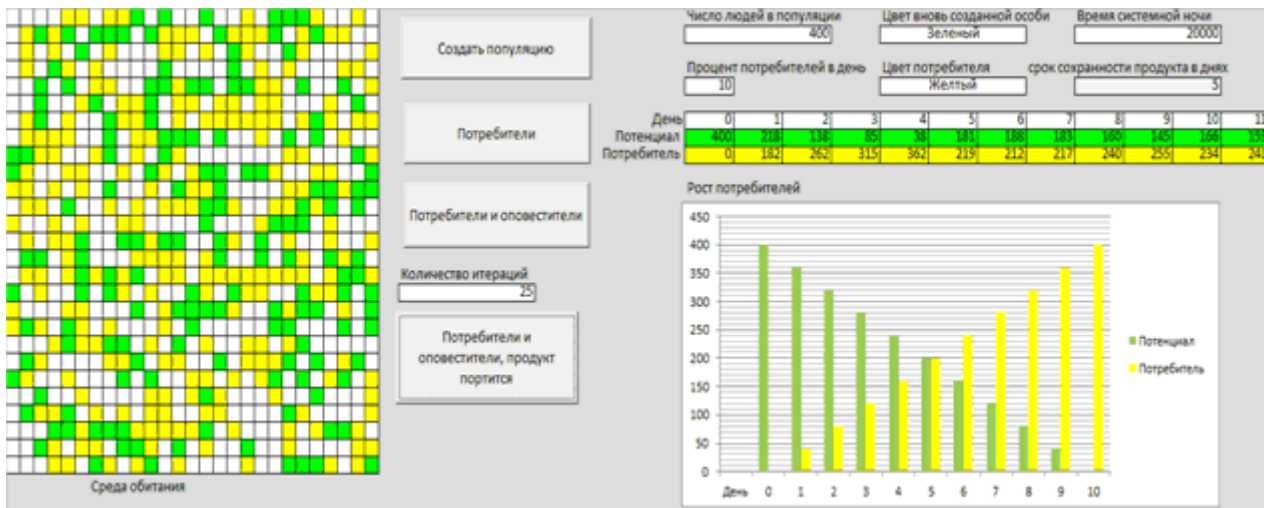 Создать популяцию
Потребители
Потребители и оповестители
Количество итераций
25
Потребители и
оповестители, продукт
портится
Среда обитания
Число людей в популяции
400
Цвет вновь созданной особи
Зеленый
Время системной ночи
20000
Процент потребителей в день
10
Цвет потребителя
Желтый
срок сохранности продукта в днях
5
День 0 1 2 3 4 5 6 7 8 9 10
Потенциал 400 218 138 85 38 181 188 183 160 145 166
Потребитель 0 182 262 315 362 219 212 217 240 255 234
Рост потребителей
450
400
350
300
250
200
150
100
50
0
День 0 1 2 3 4 5 6 7 8 9 10
Потенциал
Потребитель